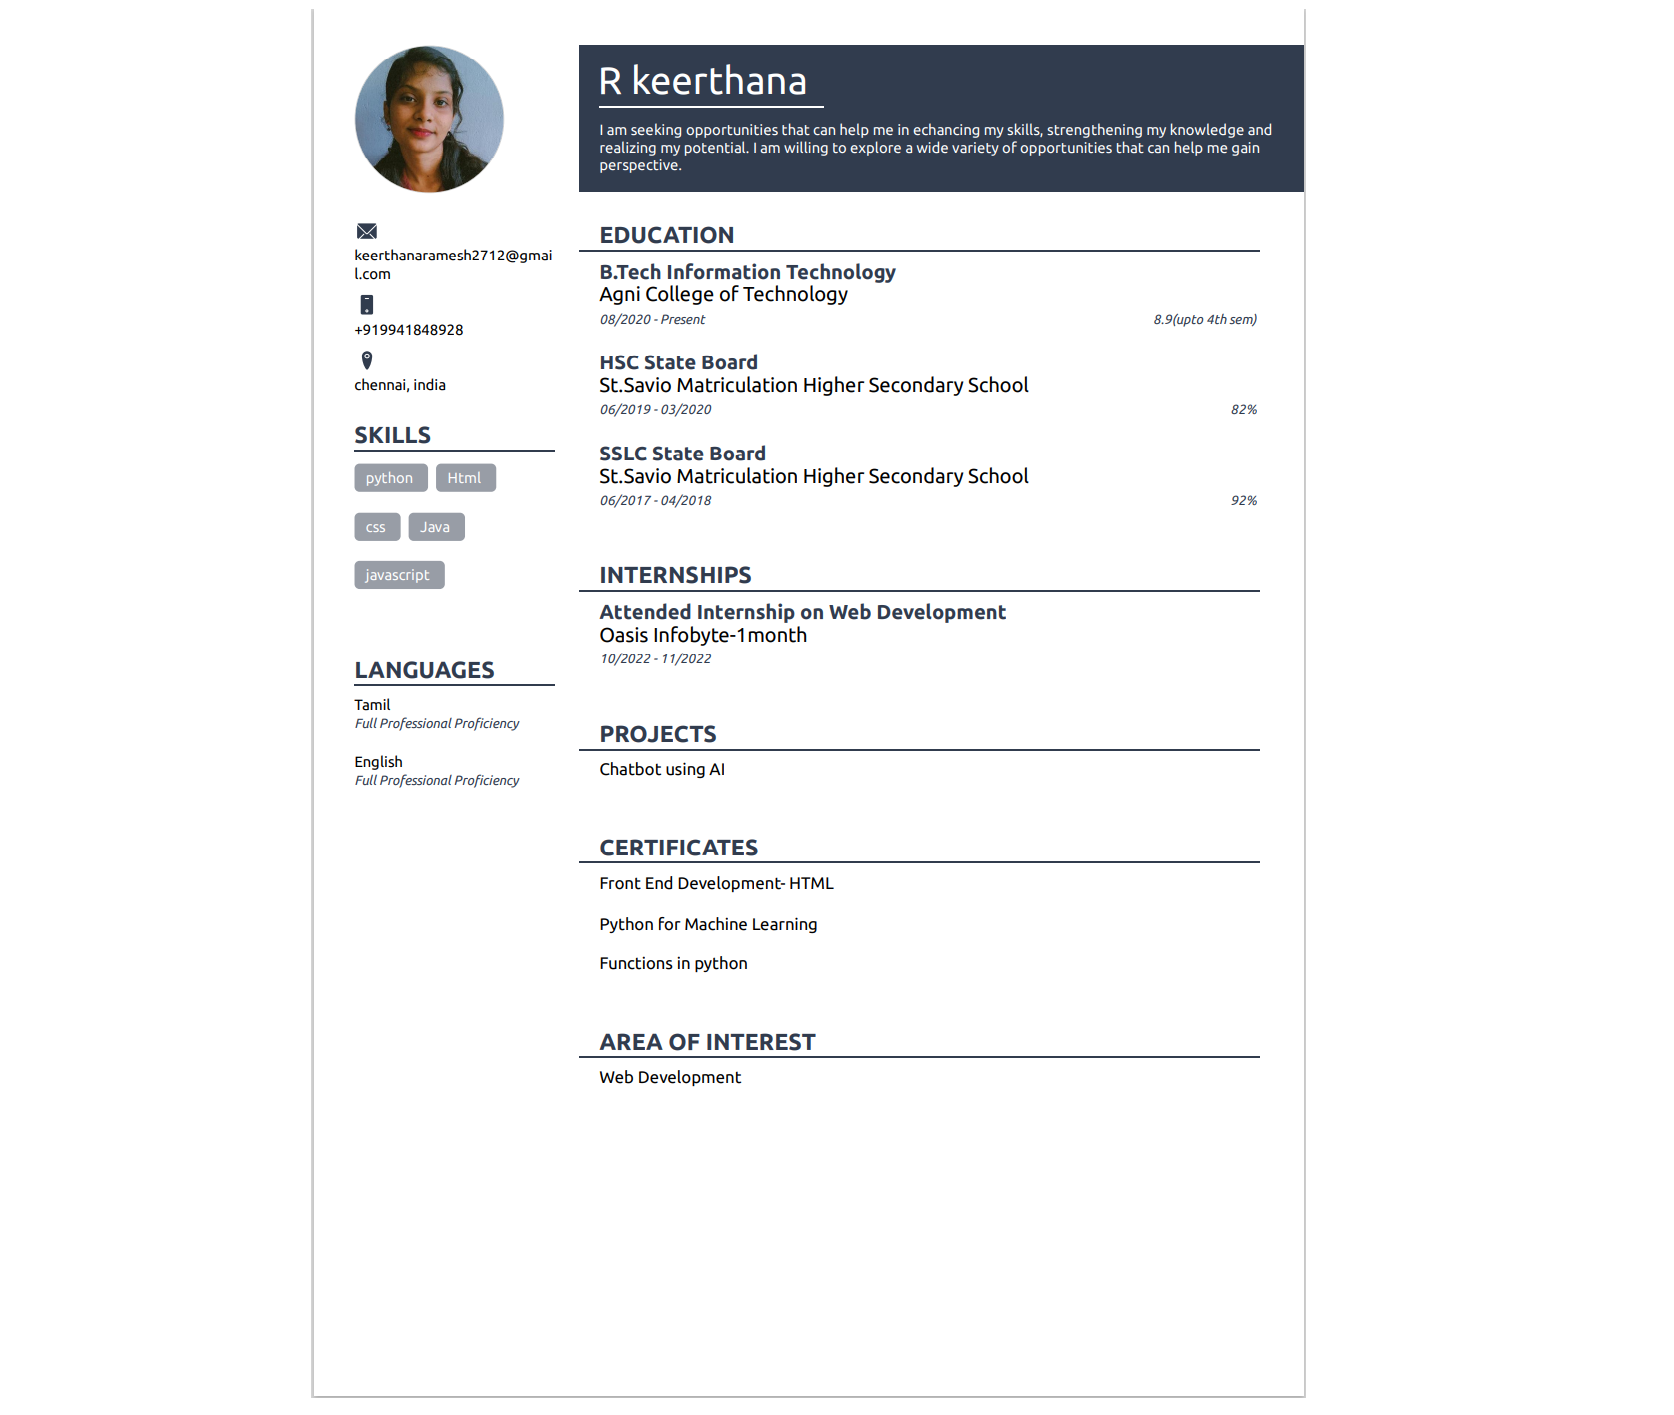 R keerthana
I am seeking opportunities that can help me in echancing my skills, strengthening my knowledge and
realizing my potential. I am willing to explore a wide variety of opportunities that can help me gain
perspective.
keerthanaramesh2712@gmai
l.com
+919941848928
chennai, india
SKILLS
python Html
css Java
javascript
LANGUAGES
Tamil
Full Professional Proficiency
English
Full Professional Proficiency
EDUCATION
B.Tech Information Technology
Agni College of Technology
08/2020 - Present 8.9(upto 4th sem)
HSC State Board
St.Savio Matriculation Higher Secondary School
06/2019 - 03/2020 82%
SSLC State Board
St.Savio Matriculation Higher Secondary School
06/2017 - 04/2018 92%
INTERNSHIPS
Attended Internship on Web Development
Oasis Infobyte-1month
10/2022 - 11/2022
PROJECTS
Chatbot using AI
CERTIFICATES
Front End Development- HTML
Python for Machine Learning
Functions in python
AREA OF INTEREST
Web Development